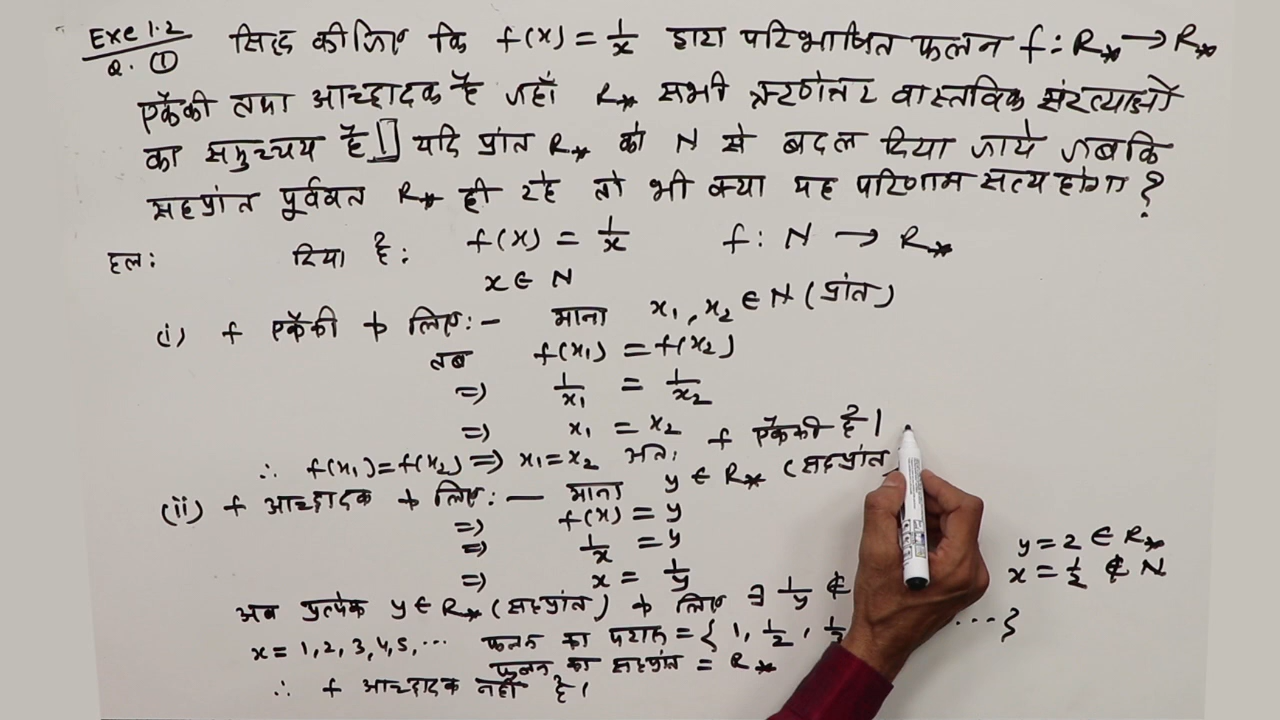 Exe 1.2 Q. ① सिद्ध कीजिए कि f(x) = 1/x द्वारा परिभाषित फलन f: R* → R*
एकैकी तथा आच्छादक है जहाँ R* सभी ऋणेतर वास्तविक संख्याओं
का समुच्चय है। यदि प्रांत R* को N से बदल दिया जाये जबकि
सहप्रांत पूर्ववत R* ही रहे तो भी क्या यह परिणाम सत्य होगा?
हल: दिया है: f(x) = 1/x f: N → R*
x ∈ N
(i) f एकैकी के लिए:- माना x₁, x₂ ∈ N (प्रांत)
तब f(x₁) = f(x₂)
⇒ 1/x₁ = 1/x₂
⇒ x₁ = x₂
∴ f(x₁) = f(x₂) ⇒ x₁ = x₂ अतः f एकैकी है।
(ii) f आच्छादक के लिए:— माना y ∈ R* (सहप्रांत
⇒ f(x) = y
⇒ 1/x = y
⇒ x = 1/y
y = 2 ∈ R*
x = 1/2 ∉ N
अब प्रत्येक y ∈ R* (सहप्रांत) के लिए ∃ 1/y ∉
x = 1, 2, 3, 4, 5, ... फलन का परास = { 1, 1/2, 1/3 ...}
फलन का सहप्रांत = R*
∴ f आच्छादक नहीं है।